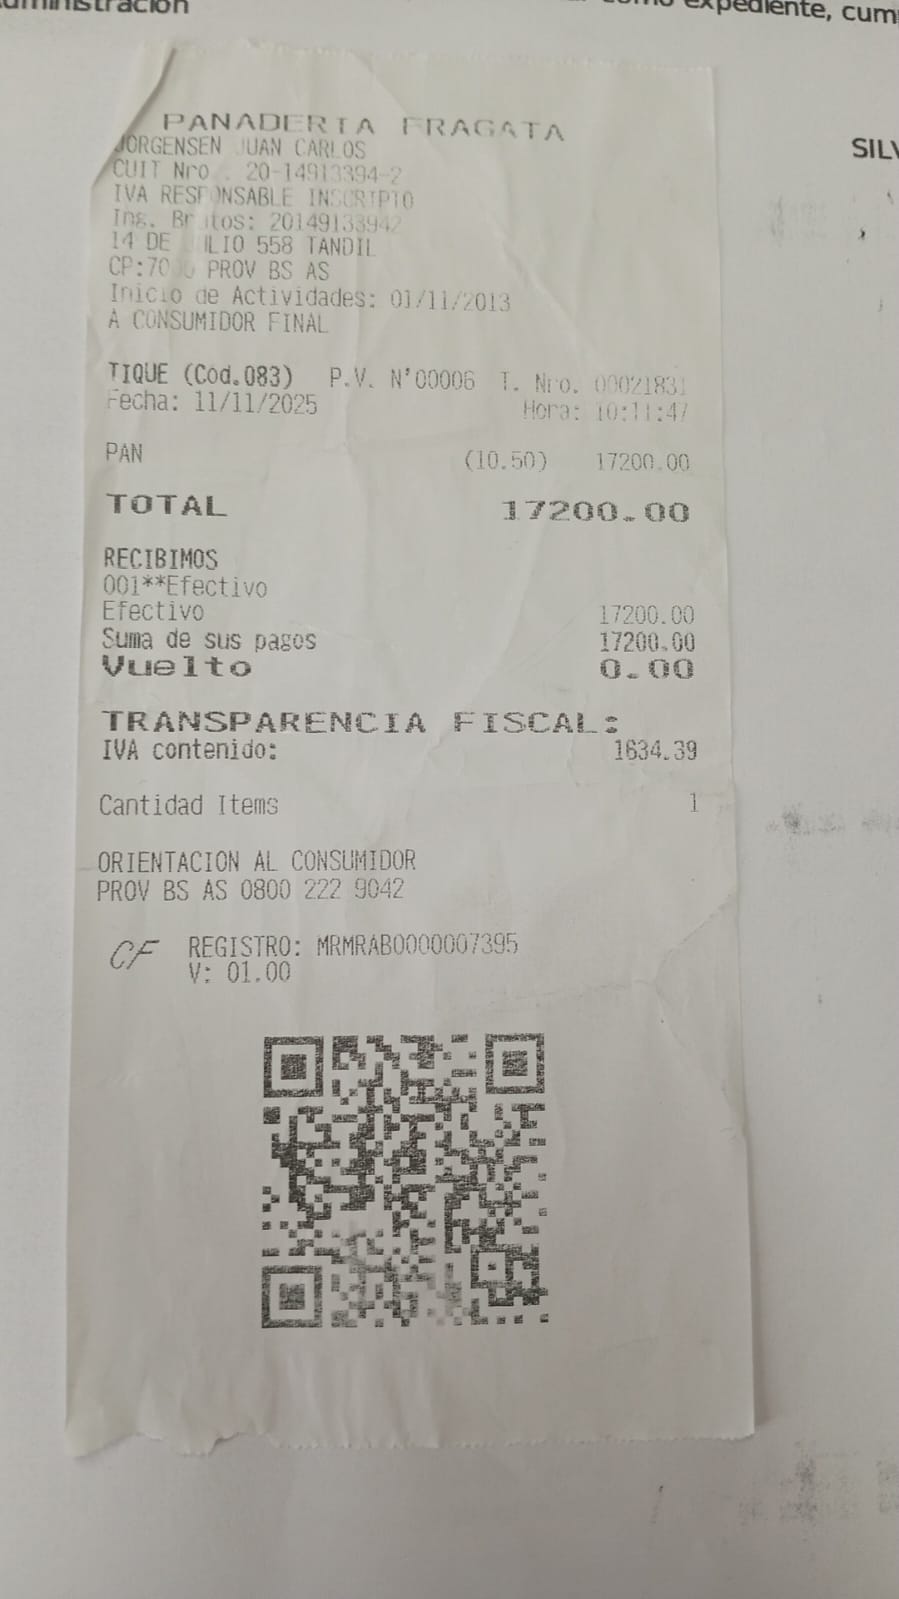 expediente, cum
SIL
PANADERIA FRAGATA
JORGENSEN JUAN CARLOS
CUIT Nro . 20-14913394-2
IVA RESPONSABLE INSCRIPTO
Ing. Brutos: 20149133942
14 DE JULIO 558 TANDIL
CP: PROV BS AS
Inicio de Actividades: 01/11/2013
A CONSUMIDOR FINAL
TIQUE (Cod.083) P.V. N°00006 T. Nro. 00021831
Fecha: 11/11/2025 Hora: 10:11:47
PAN (10.50) 17200.00
TOTAL 17200.00
RECIBIMOS
001**Efectivo
Efectivo 17200.00
Suma de sus pagos 17200.00
Vuelto 0.00
TRANSPARENCIA FISCAL:
IVA contenido: 1634.39
Cantidad Items 1
ORIENTACION AL CONSUMIDOR
PROV BS AS 0800 222 9042
CF REGISTRO: MRMRAB0000007395
V: 01.00